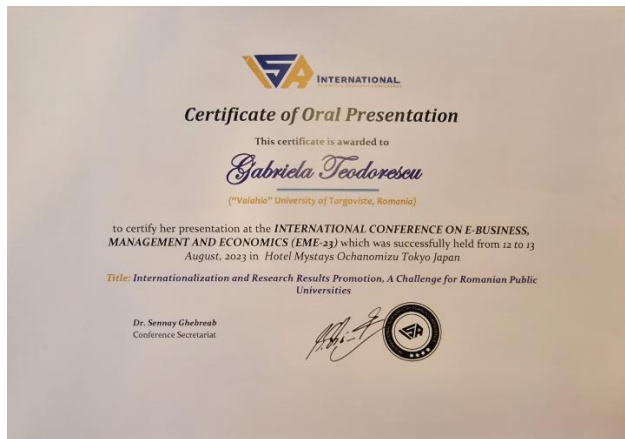 ISA
INTERNATIONAL
Certificate of Oral Presentation
This certificate is awarded to
Gabriela Teodorescu
("Valahia" University of Targoviste, Romania)
to certify her presentation at the INTERNATIONAL CONFERENCE ON E-BUSINESS,
MANAGEMENT AND ECONOMICS (EME-23) which was successfully held from 12 to 13
August, 2023 in Hotel Mystays Ochanomizu Tokyo Japan
Title: Internationalization and Research Results Promotion, A Challenge for Romanian Public
Universities
Dr. Sennay Ghebreab
Conference Secretariat
ISA